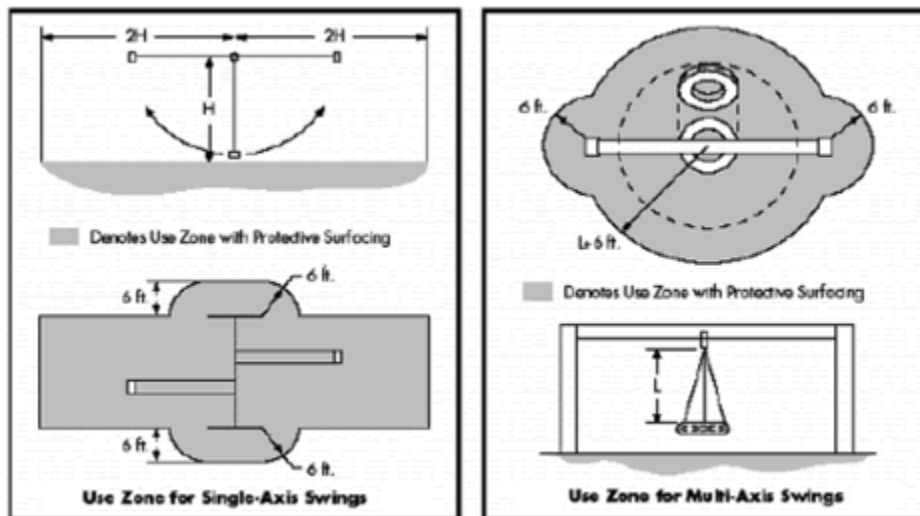 2H 2H
H
Denotes Use Zone with Protective Surfacing
6 ft.
6 ft.
6 ft.
6 ft.
Use Zone for Single-Axis Swings
6 ft.
6 ft.
L+ 6 ft.
Denotes Use Zone with Protective Surfacing
L
Use Zone for Multi-Axis Swings